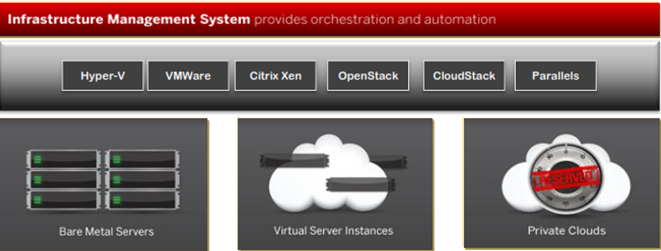 Infrastructure Management System provides orchestration and automation
Hyper-V VMWare Citrix Xen OpenStack CloudStack Parallels
Bare Metal Servers Virtual Server Instances Private Clouds